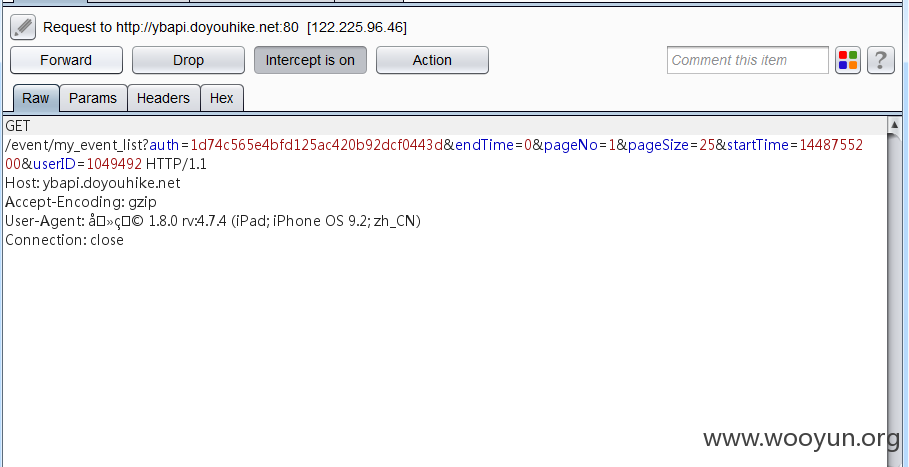 Request to http://ybapi.doyouhike.net:80 [122.225.96.46]
Forward Drop Intercept is on Action Comment this item ?
Raw Params Headers Hex
GET
/event/my_event_list?auth=1d74c565e4bfd125ac420b92dcf0443d&endTime=0&pageNo=1&pageSize=25&startTime=14487552
00&userID=1049492 HTTP/1.1
Host: ybapi.doyouhike.net
Accept-Encoding: gzip
User-Agent: å□»ç□© 1.8.0 rv:4.7.4 (iPad; iPhone OS 9.2; zh_CN)
Connection: close
www.wooyun.org